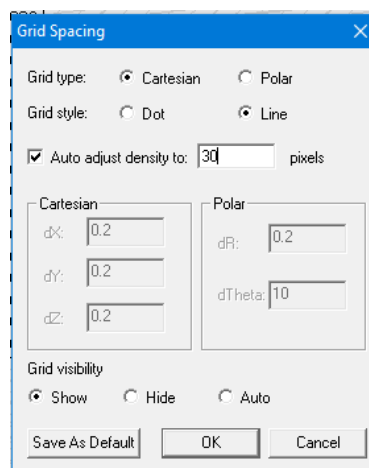 Grid Spacing
Grid type: Cartesian Polar
Grid style: Dot Line
Auto adjust density to: 30 pixels
Cartesian Polar
dX: 0.2
dR: 0.2
dY: 0.2
dTheta: 10
dZ: 0.2
Grid visibility
Show Hide Auto
Save As Default OK Cancel